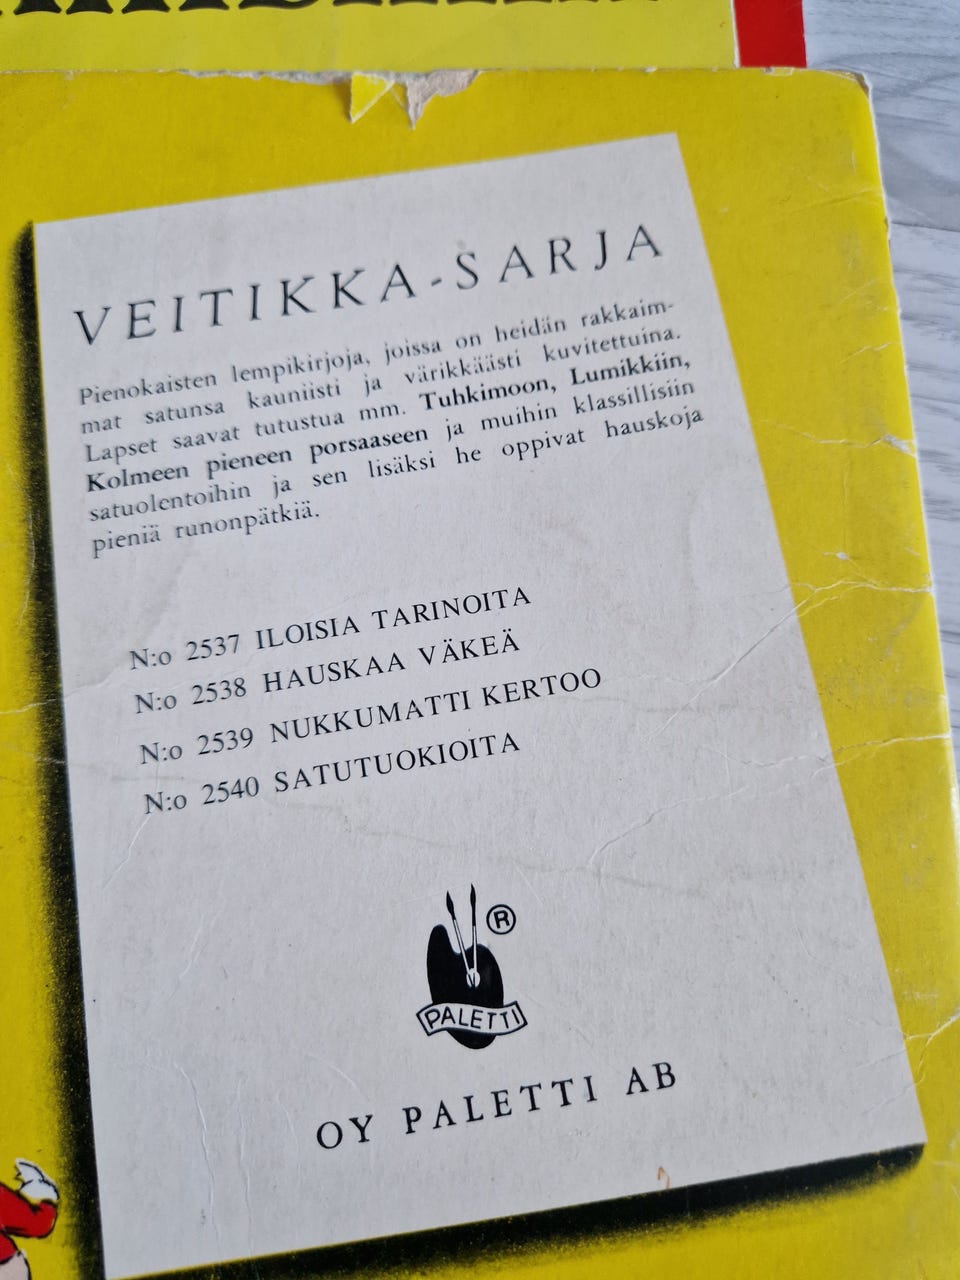 VEITIKKA-SARJA
Pienokaisten lempikirjoja, joissa on heidän rakkaim-
mat satunsa kauniisti ja värikkäästi kuvitettuina.
Lapset saavat tutustua mm. Tuhkimoon, Lumikkiin,
Kolmeen pieneen porsaaseen ja muihin klassillisiin
satuolentoihin ja sen lisäksi he oppivat hauskoja
pieniä runonpätkiä.
N:o 2537 ILOISIA TARINOITA
N:o 2538 HAUSKAA VÄKEÄ
N:o 2539 NUKKUMATTI KERTOO
N:o 2540 SATUTUOKIOITA
®
PALETTI
OY PALETTI AB